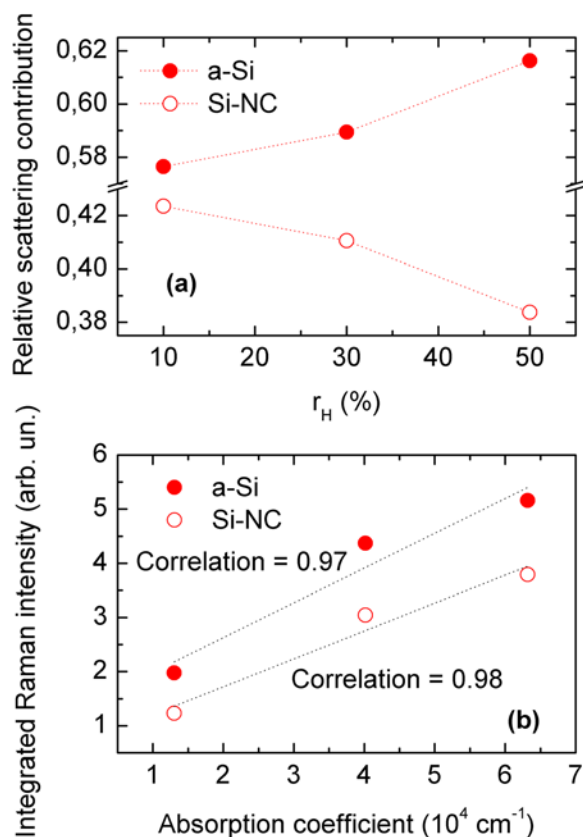 Relative scattering contribution
0,62
0,60
0,58
0,42
0,40
0,38
a-Si
Si-NC
(a)
10 20 30 40 50
r_H (%)
Integrated Raman intensity (arb. un.)
6
5
4
3
2
1
a-Si
Si-NC
Correlation = 0.97
Correlation = 0.98
(b)
1 2 3 4 5 6 7
Absorption coefficient (10⁴ cm⁻¹)